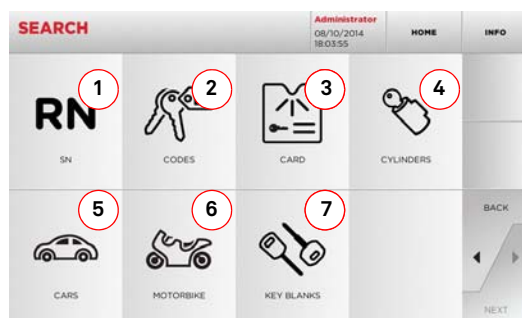 SEARCH
Administrator
08/10/2014
18:03:55
HOME
INFO
1
2
3
4
RN
SN
CODES
CARD
CYLINDERS
5
6
7
BACK
CARS
MOTORBIKE
KEY BLANKS
NEXT